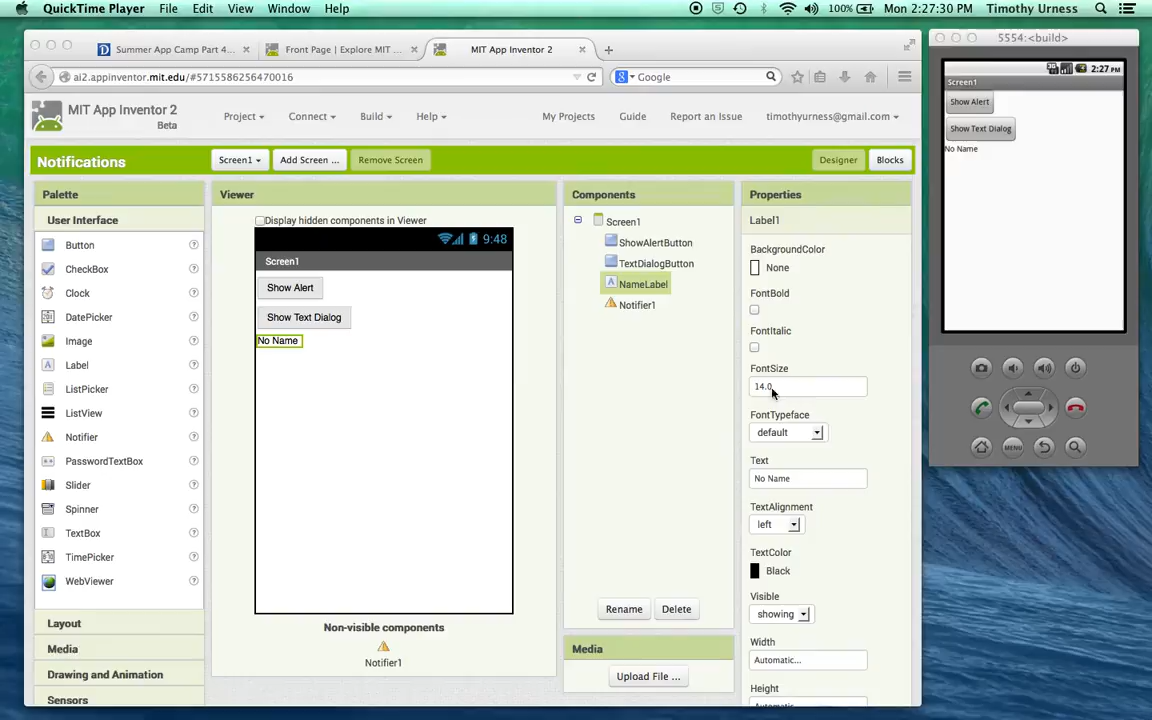 QuickTime Player File Edit View Window Help 5 100% Mon 2:27:30 PM Timothy Urness
Summer App Camp Part 4... Front Page | Explore MIT ... MIT App Inventor 2
5554:<build>
ai2.appinventor.mit.edu/#5715586256470016 Google
2:27 PM
Screen1
Show Alert
Show Text Dialog
No Name
MENU
MIT App Inventor 2
Beta
Project Connect Build Help My Projects Guide Report an Issue timothyurness@gmail.com
Notifications Screen1 Add Screen ... Remove Screen Designer Blocks
Palette
User Interface
Button ?
CheckBox ?
Clock ?
DatePicker ?
Image ?
Label ?
ListPicker ?
ListView ?
Notifier ?
PasswordTextBox ?
Slider ?
Spinner ?
TextBox ?
TimePicker ?
WebViewer ?
Layout
Media
Drawing and Animation
Sensors
Viewer
Display hidden components in Viewer
9:48
Screen1
Show Alert
Show Text Dialog
No Name
Non-visible components
Notifier1
Components
Screen1
ShowAlertButton
TextDialogButton
A NameLabel
Notifier1
Rename Delete
Media
Upload File ...
Properties
Label1
BackgroundColor
None
FontBold
FontItalic
FontSize
14.0
FontTypeface
default
Text
No Name
TextAlignment
left
TextColor
Black
Visible
showing
Width
Automatic...
Height
Automatic...